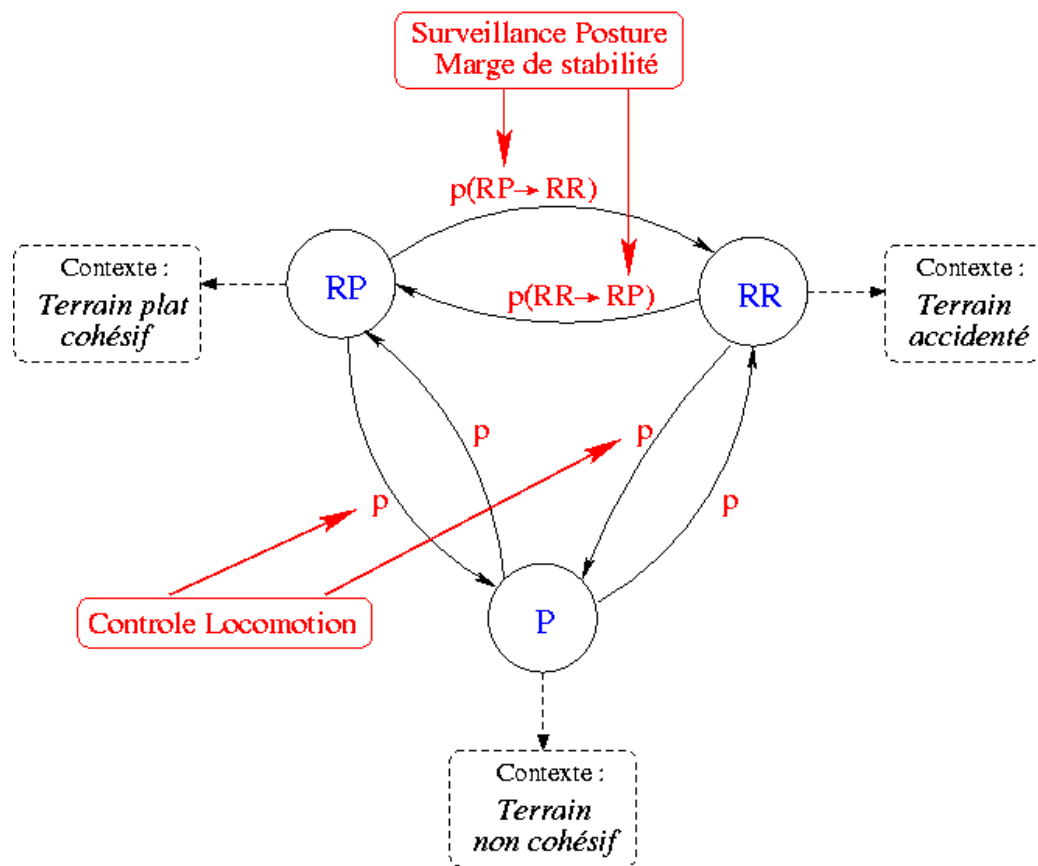 Surveillance Posture
Marge de stabilité
p(RP→ RR)
Contexte :
Terrain plat
cohésif
RP
p(RR→ RP)
RR
Contexte :
Terrain
accidenté
p
p
p
p
Controle Locomotion
P
Contexte :
Terrain
non cohésif